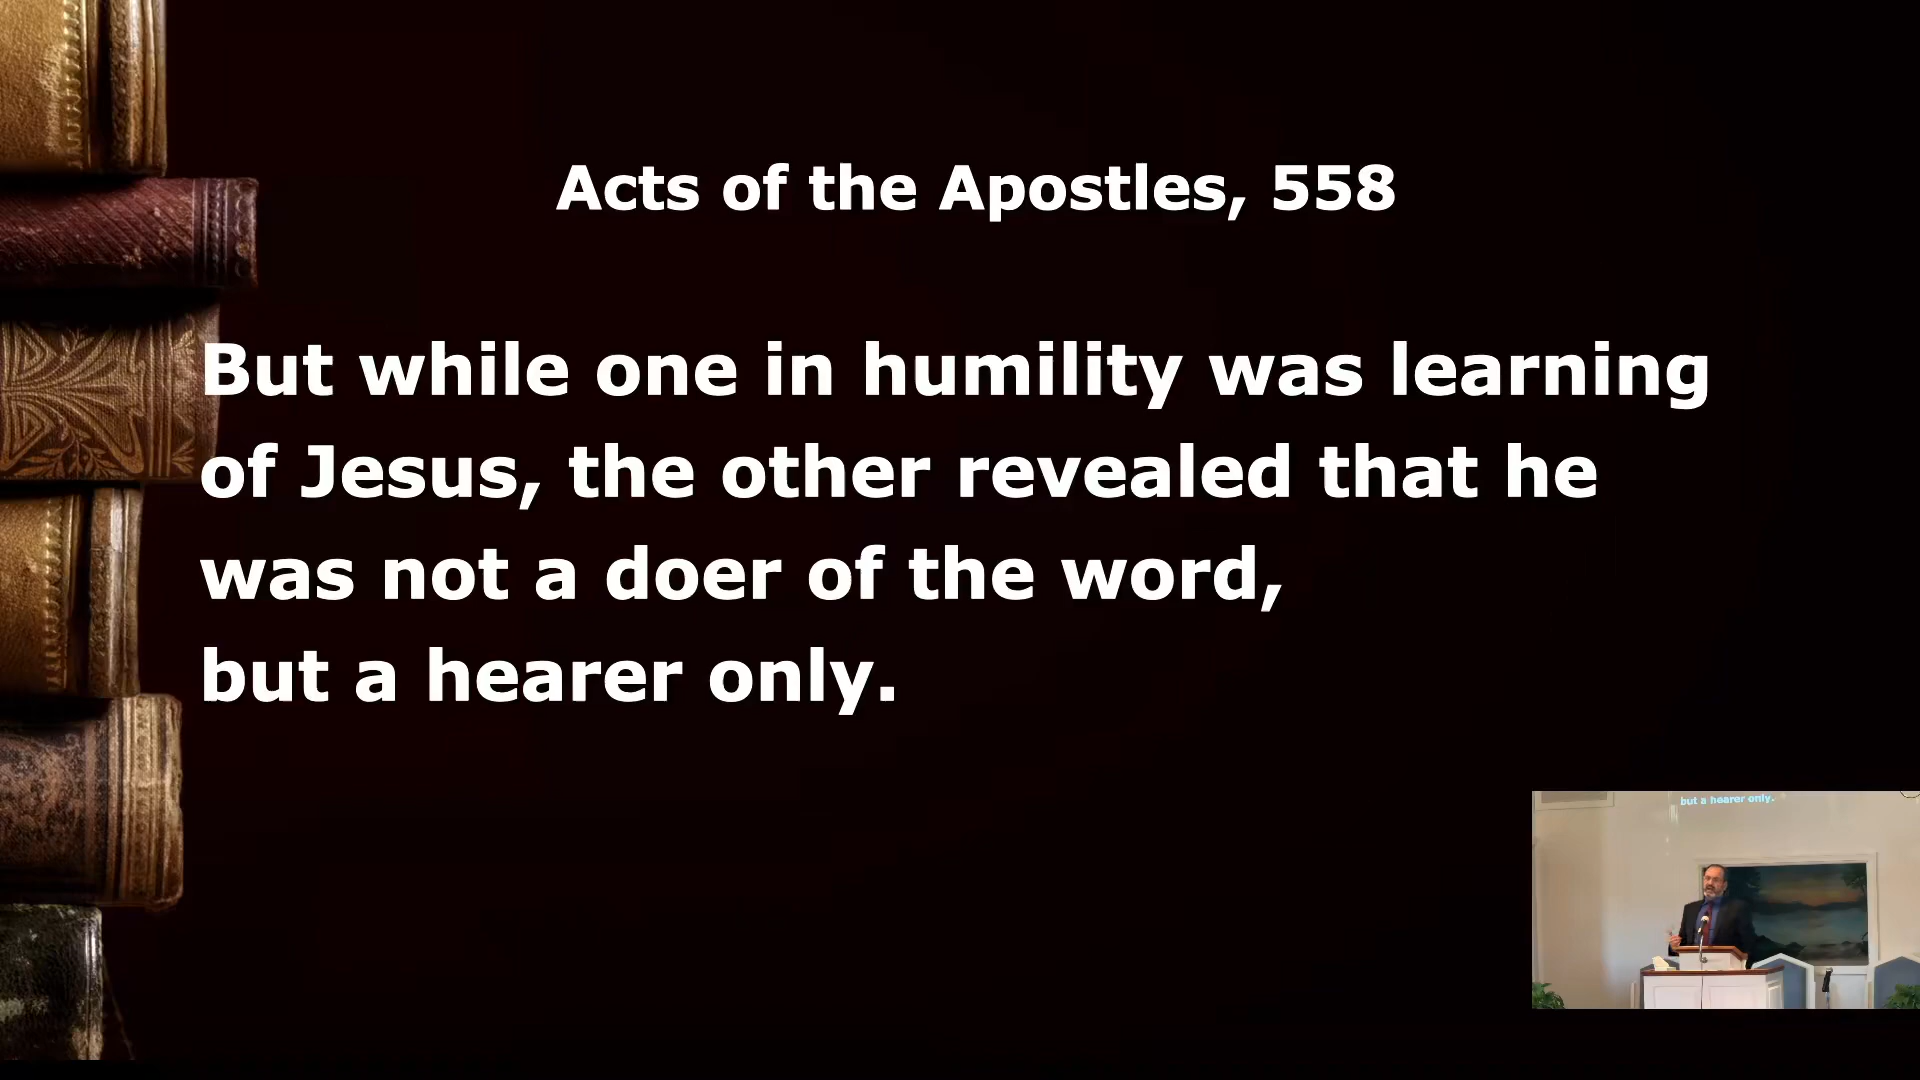 Acts of the Apostles, 558
But while one in humility was learning
of Jesus, the other revealed that he
was not a doer of the word,
but a hearer only.
but a hearer only.